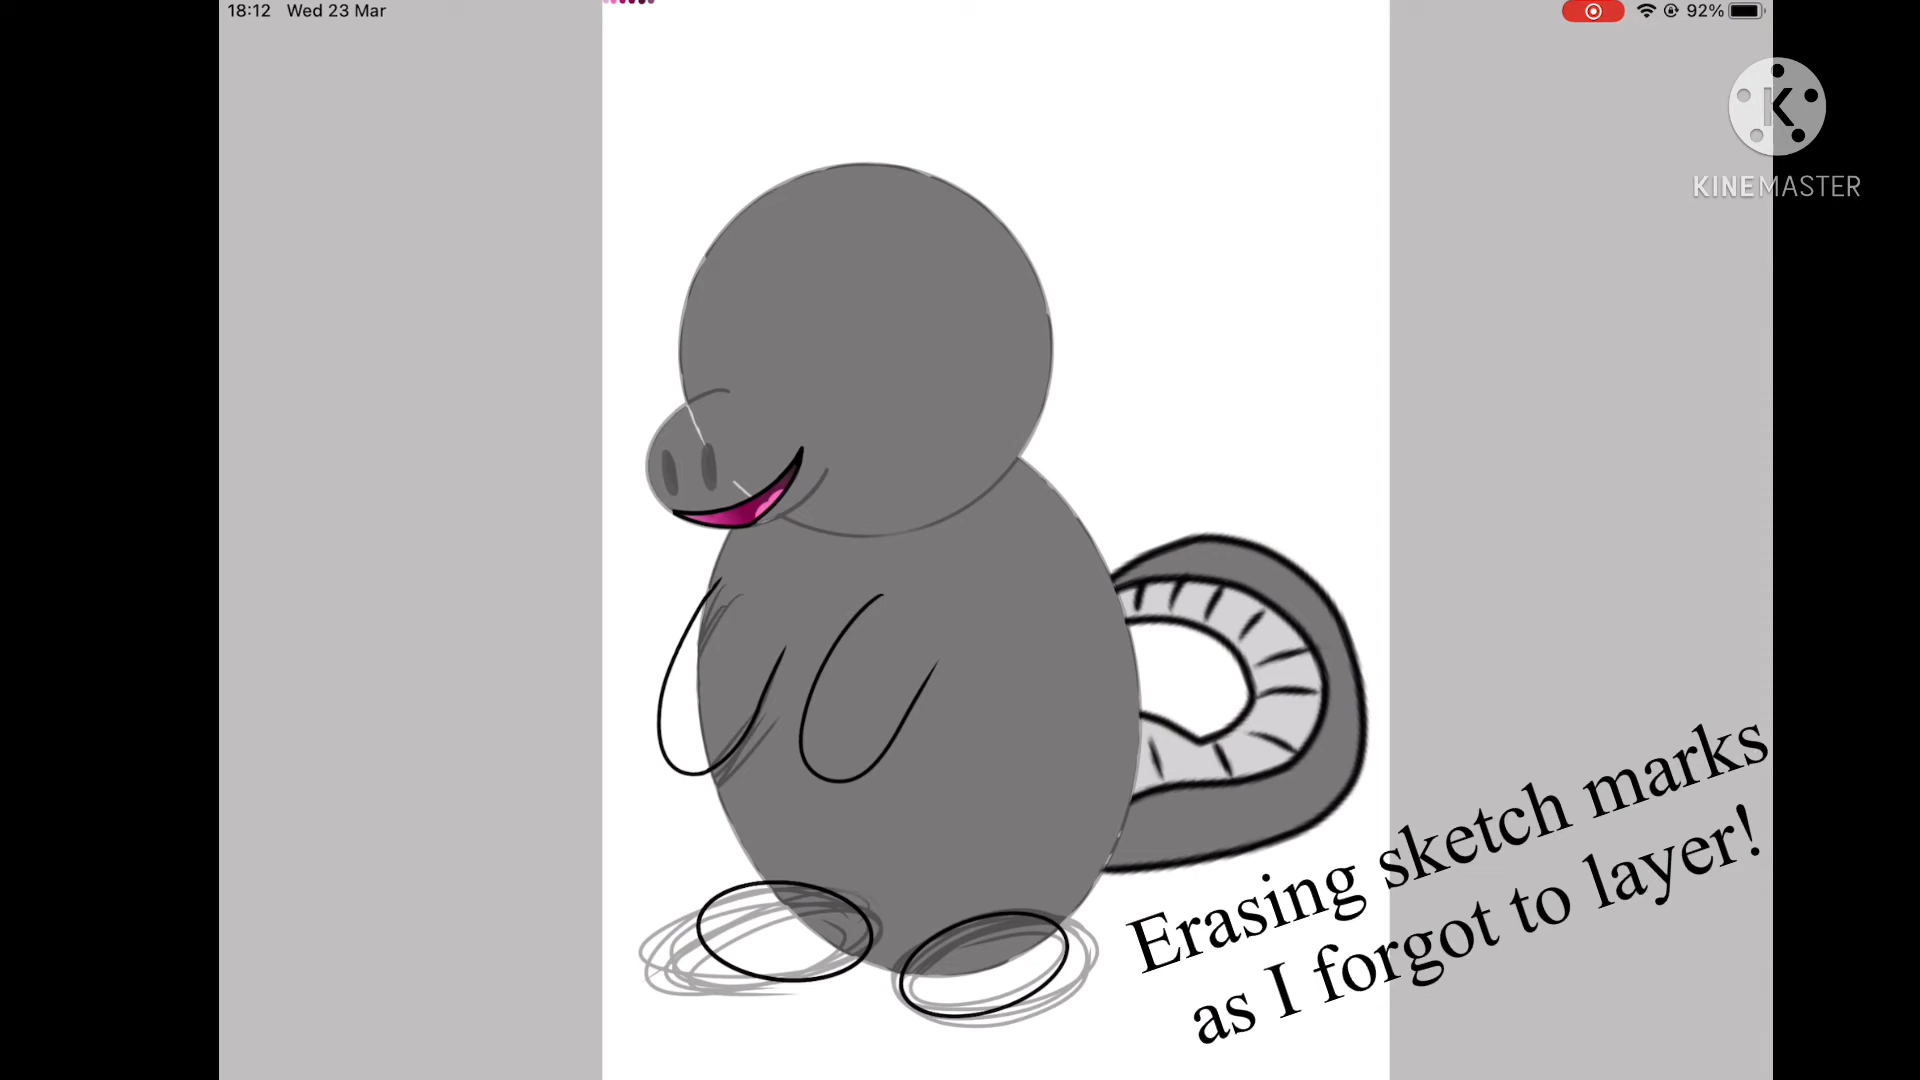 18:12 Wed 23 Mar
92%
K
KINEMASTER
Erasing sketch marks
as I forgot to layer!